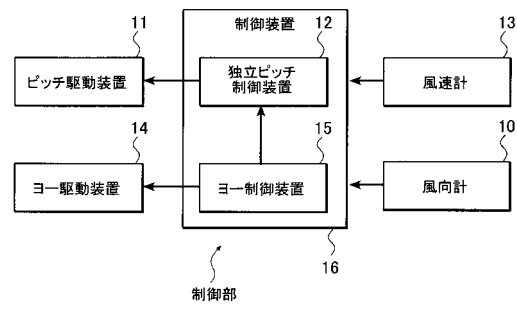 11
制御装置
12
13
ピッチ駆動装置
独立ピッチ
制御装置
風速計
14
15
10
ヨー駆動装置
ヨー制御装置
風向計
16
制御部